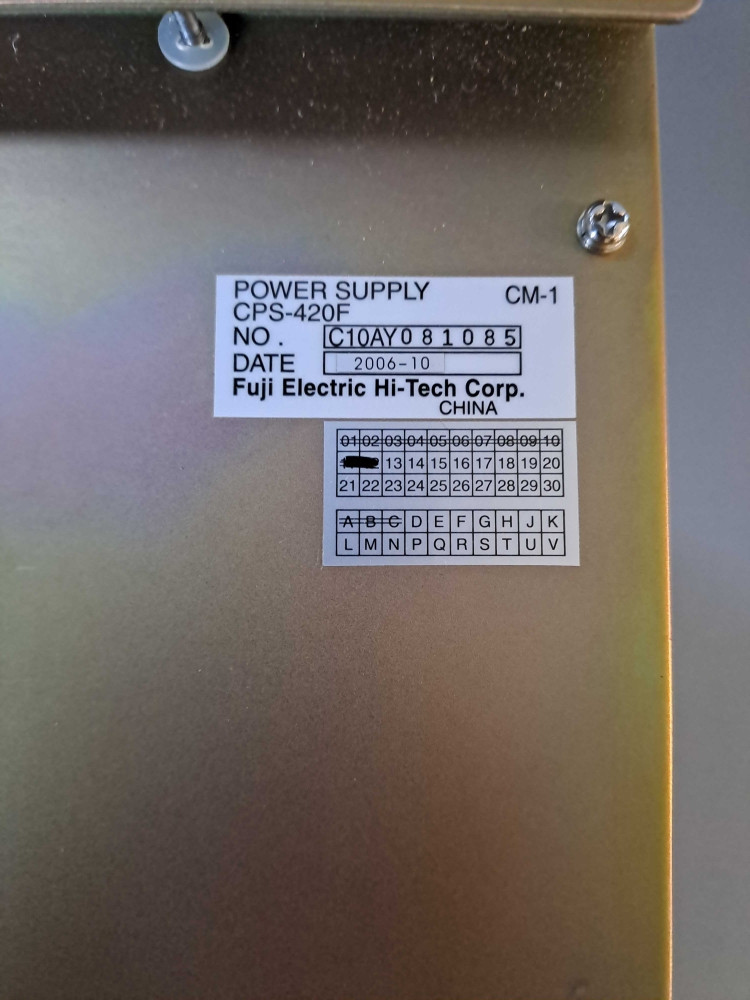 POWER SUPPLY CM-1
CPS-420F
NO. C10AY081085
DATE 2006-10
Fuji Electric Hi-Tech Corp.
CHINA
01 02 03 04 05 06 07 08 09 10
13 14 15 16 17 18 19 20
21 22 23 24 25 26 27 28 29 30
A B C D E F G H J K
L M N P Q R S T U V